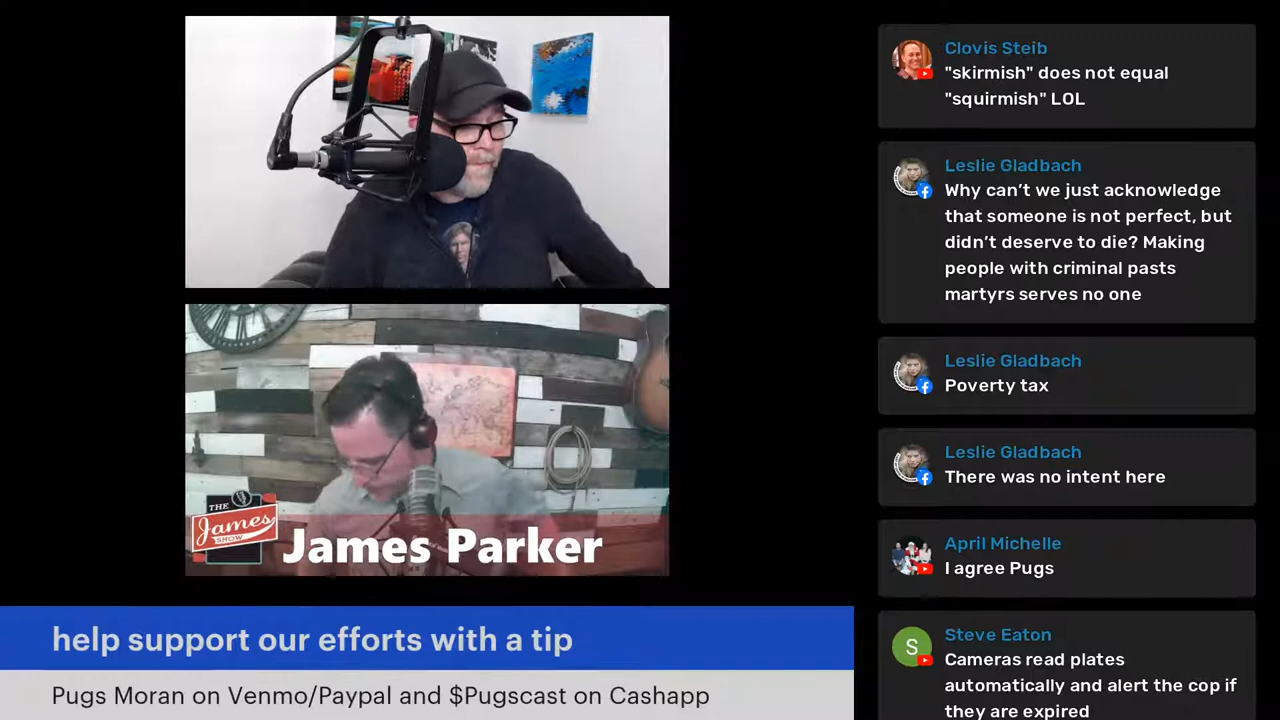 Clovis Steib
"skirmish" does not equal
"squirmish" LOL
Leslie Gladbach
Why can’t we just acknowledge
that someone is not perfect, but
didn’t deserve to die? Making
people with criminal pasts
martyrs serves no one
Leslie Gladbach
Poverty tax
Leslie Gladbach
There was no intent here
April Michelle
I agree Pugs
S
Steve Eaton
Cameras read plates
automatically and alert the cop if
they are expired
THE
James
SHOW
James Parker
help support our efforts with a tip
Pugs Moran on Venmo/Paypal and $Pugscast on Cashapp